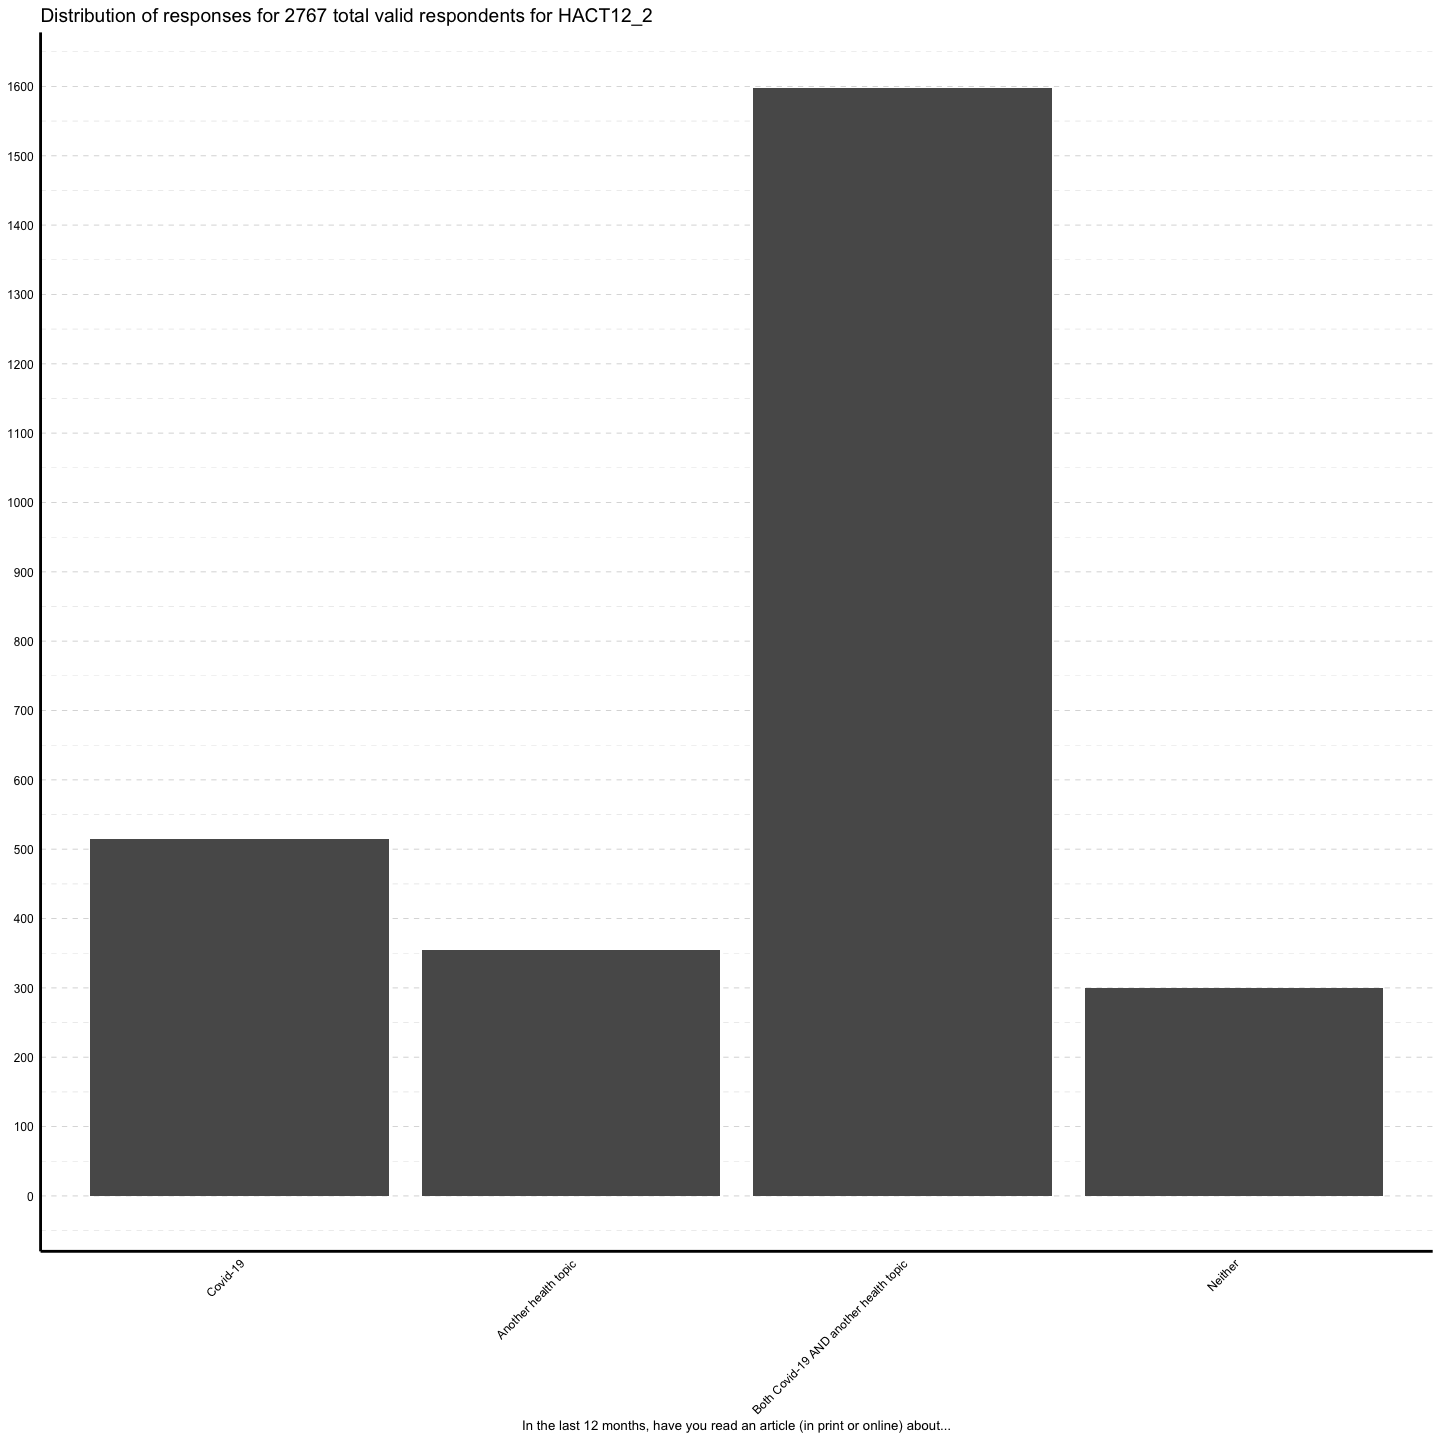 Distribution of responses for 2767 total valid respondents for HACT12_2
1600
1500
1400
1300
1200
1100
1000
900
800
700
600
500
400
300
200
100
0
Covid-19
Another health topic
Both Covid-19 AND another health topic
Neither
In the last 12 months, have you read an article (in print or online) about...